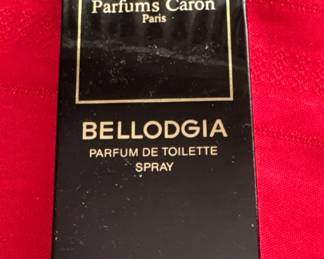 Parfums Caron
Paris
BELLODGIA
PARFUM DE TOILETTE
SPRAY